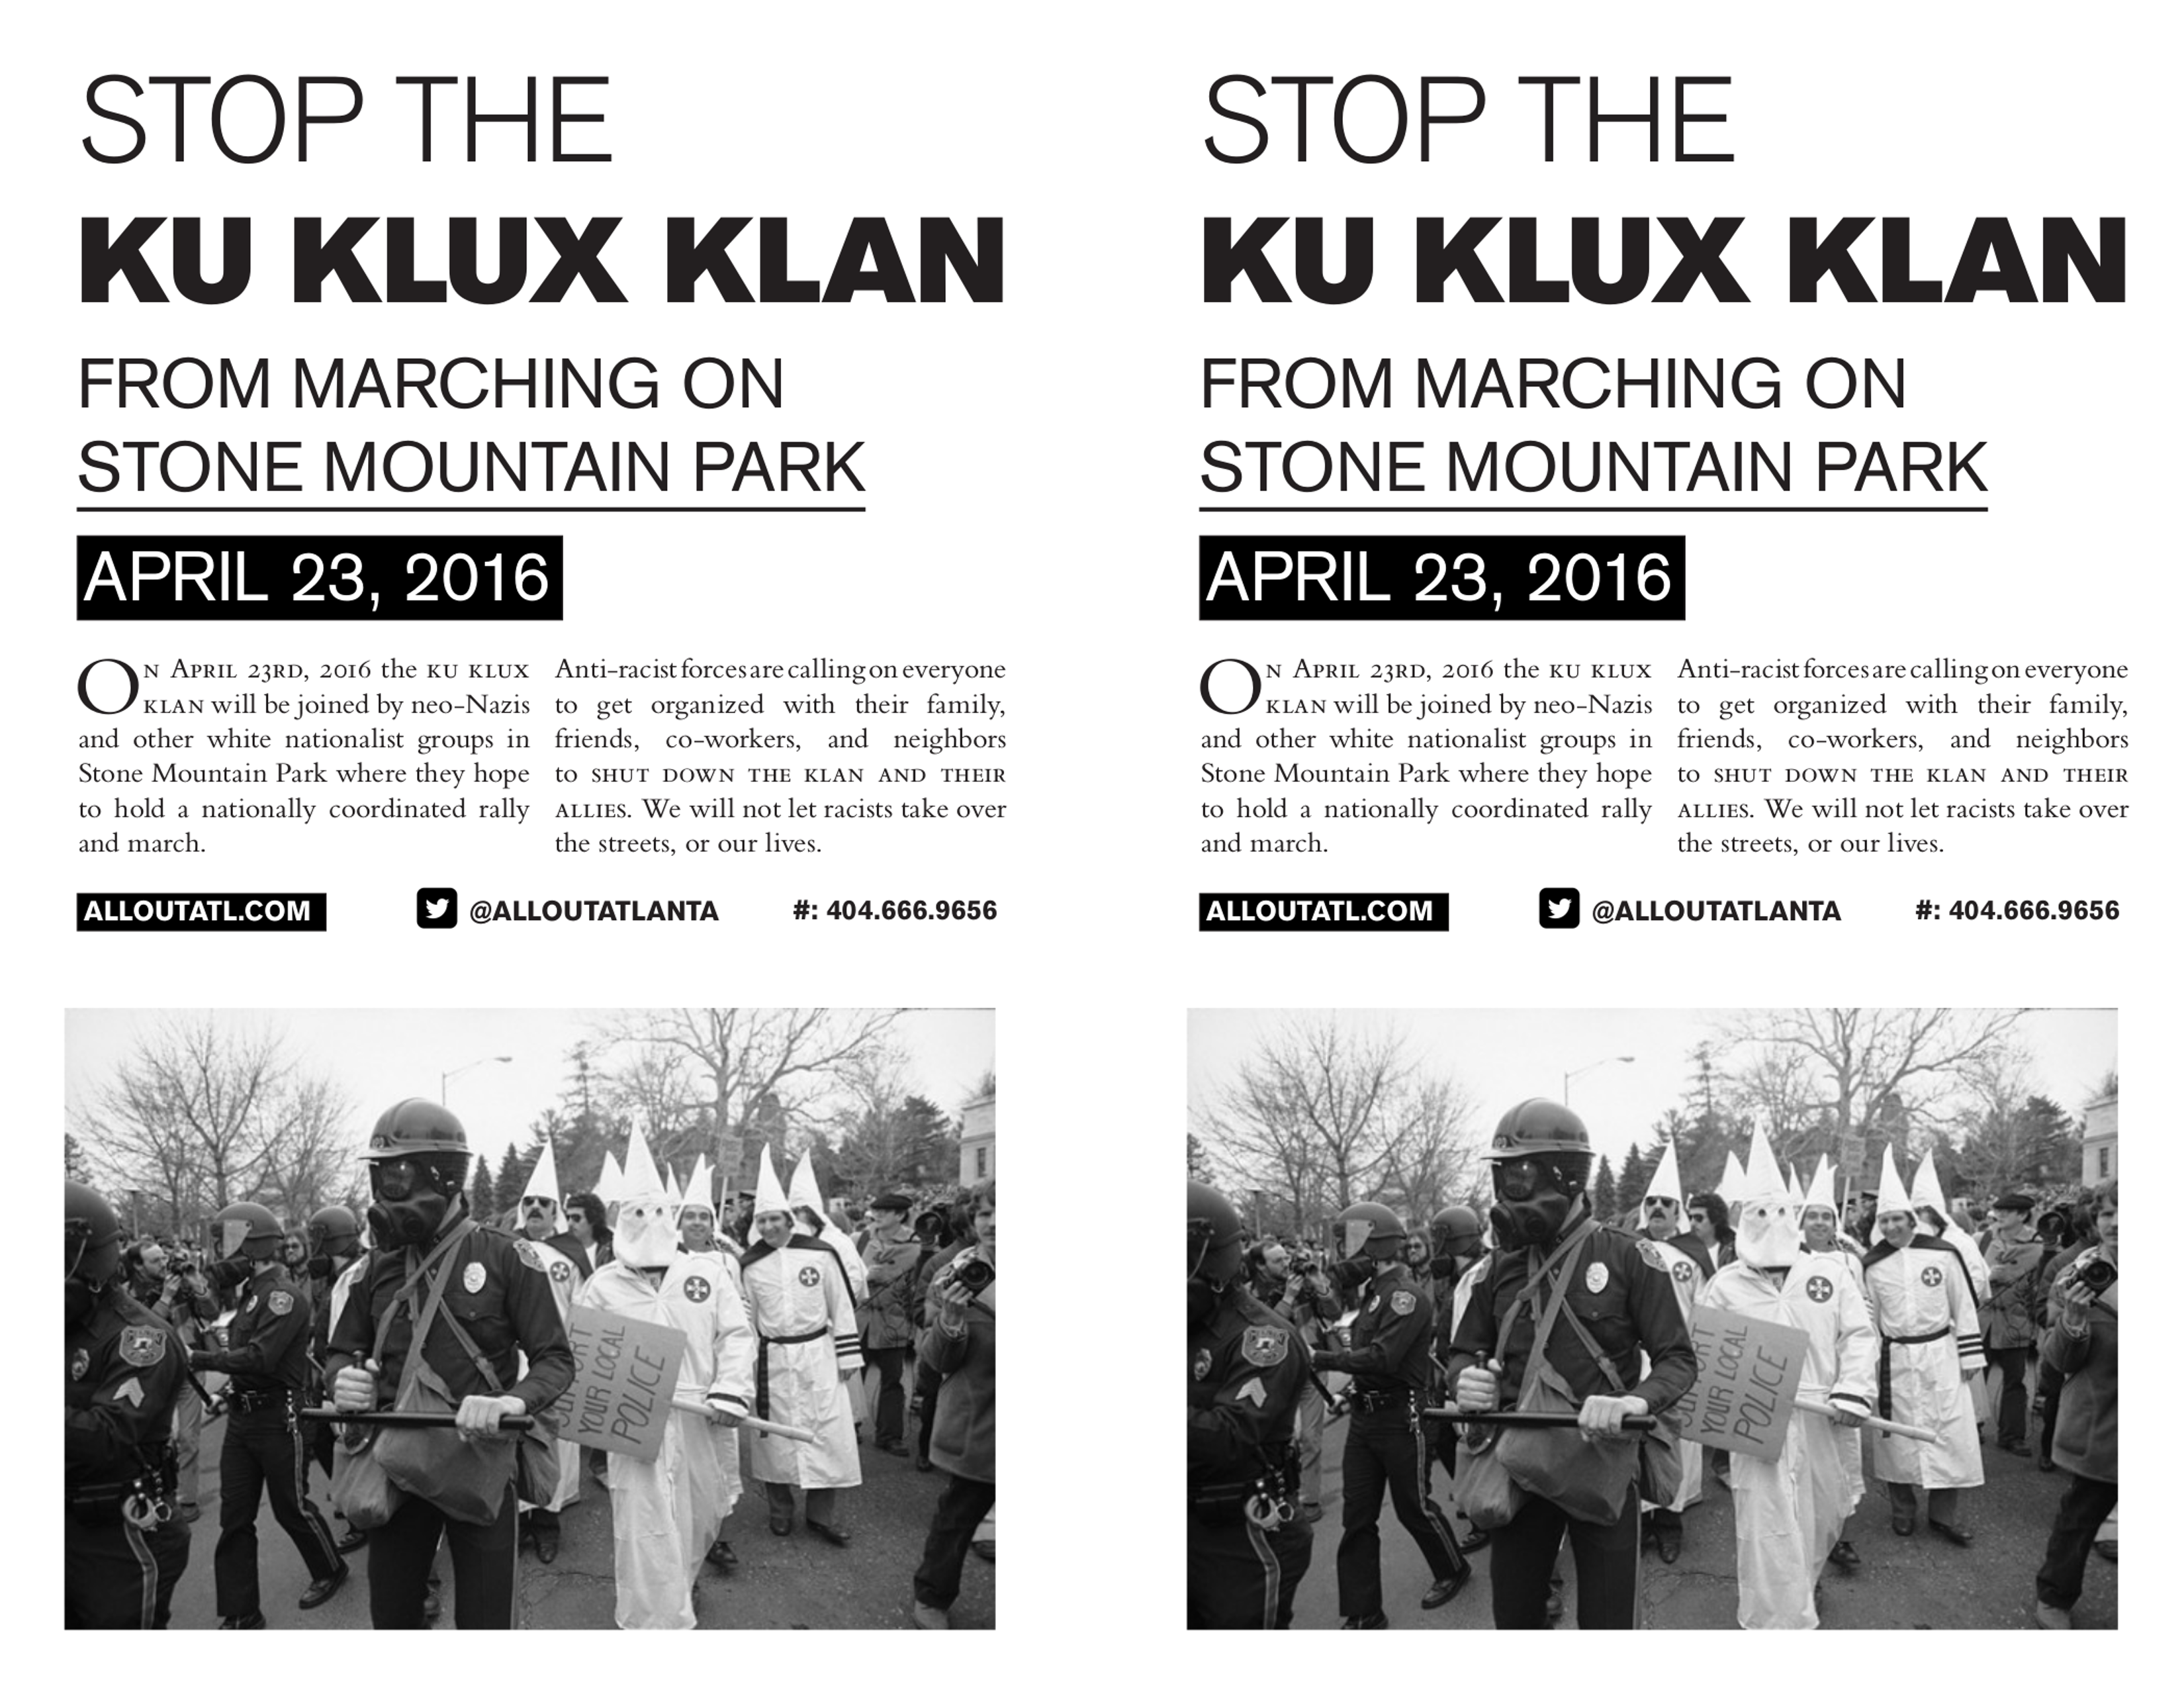 STOP THE
KU KLUX KLAN
FROM MARCHING ON
STONE MOUNTAIN PARK
APRIL 23, 2016
ON APRIL 23RD, 2016 the KU KLUX
KLAN will be joined by neo-Nazis
and other white nationalist groups in
Stone Mountain Park where they hope
to hold a nationally coordinated rally
and march.
Anti-racist forces are calling on everyone
to get organized with their family,
friends, co-workers, and neighbors
to SHUT DOWN THE KLAN AND THEIR
ALLIES. We will not let racists take over
the streets, or our lives.
ALLOUTATL.COM
@ALLOUTATLANTA
#: 404.666.9656
SUPPORT
YOUR LOCAL
POLICE
STOP THE
KU KLUX KLAN
FROM MARCHING ON
STONE MOUNTAIN PARK
APRIL 23, 2016
ON APRIL 23RD, 2016 the KU KLUX
KLAN will be joined by neo-Nazis
and other white nationalist groups in
Stone Mountain Park where they hope
to hold a nationally coordinated rally
and march.
Anti-racist forces are calling on everyone
to get organized with their family,
friends, co-workers, and neighbors
to SHUT DOWN THE KLAN AND THEIR
ALLIES. We will not let racists take over
the streets, or our lives.
ALLOUTATL.COM
@ALLOUTATLANTA
#: 404.666.9656
SUPPORT
YOUR LOCAL
POLICE